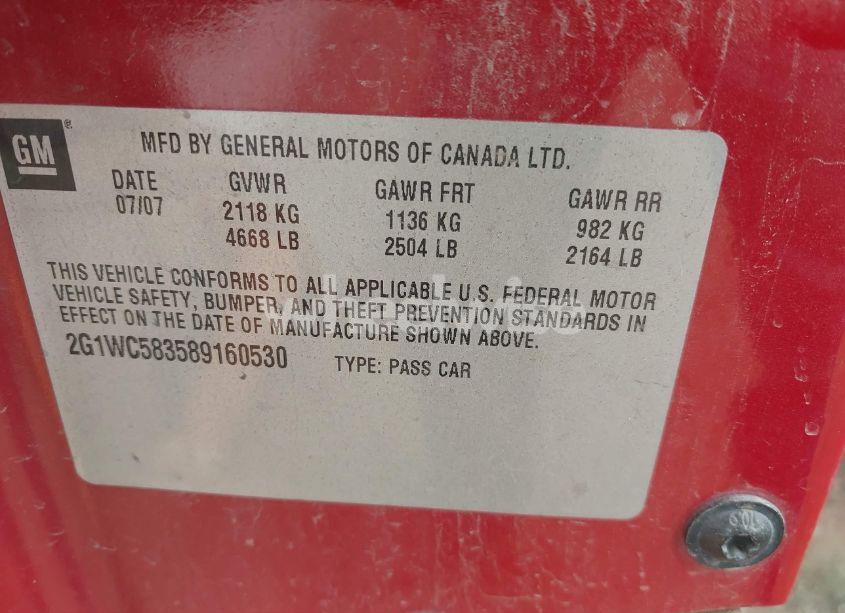 GM
MFD BY GENERAL MOTORS OF CANADA LTD.
DATE GVWR GAWR FRT GAWR RR
07/07 2118 KG 1136 KG 982 KG
4668 LB 2504 LB 2164 LB
THIS VEHICLE CONFORMS TO ALL APPLICABLE U.S. FEDERAL MOTOR
VEHICLE SAFETY, BUMPER, AND THEFT PREVENTION STANDARDS IN
EFFECT ON THE DATE OF MANUFACTURE SHOWN ABOVE.
2G1WC583589160530 TYPE: PASS CAR
10.9